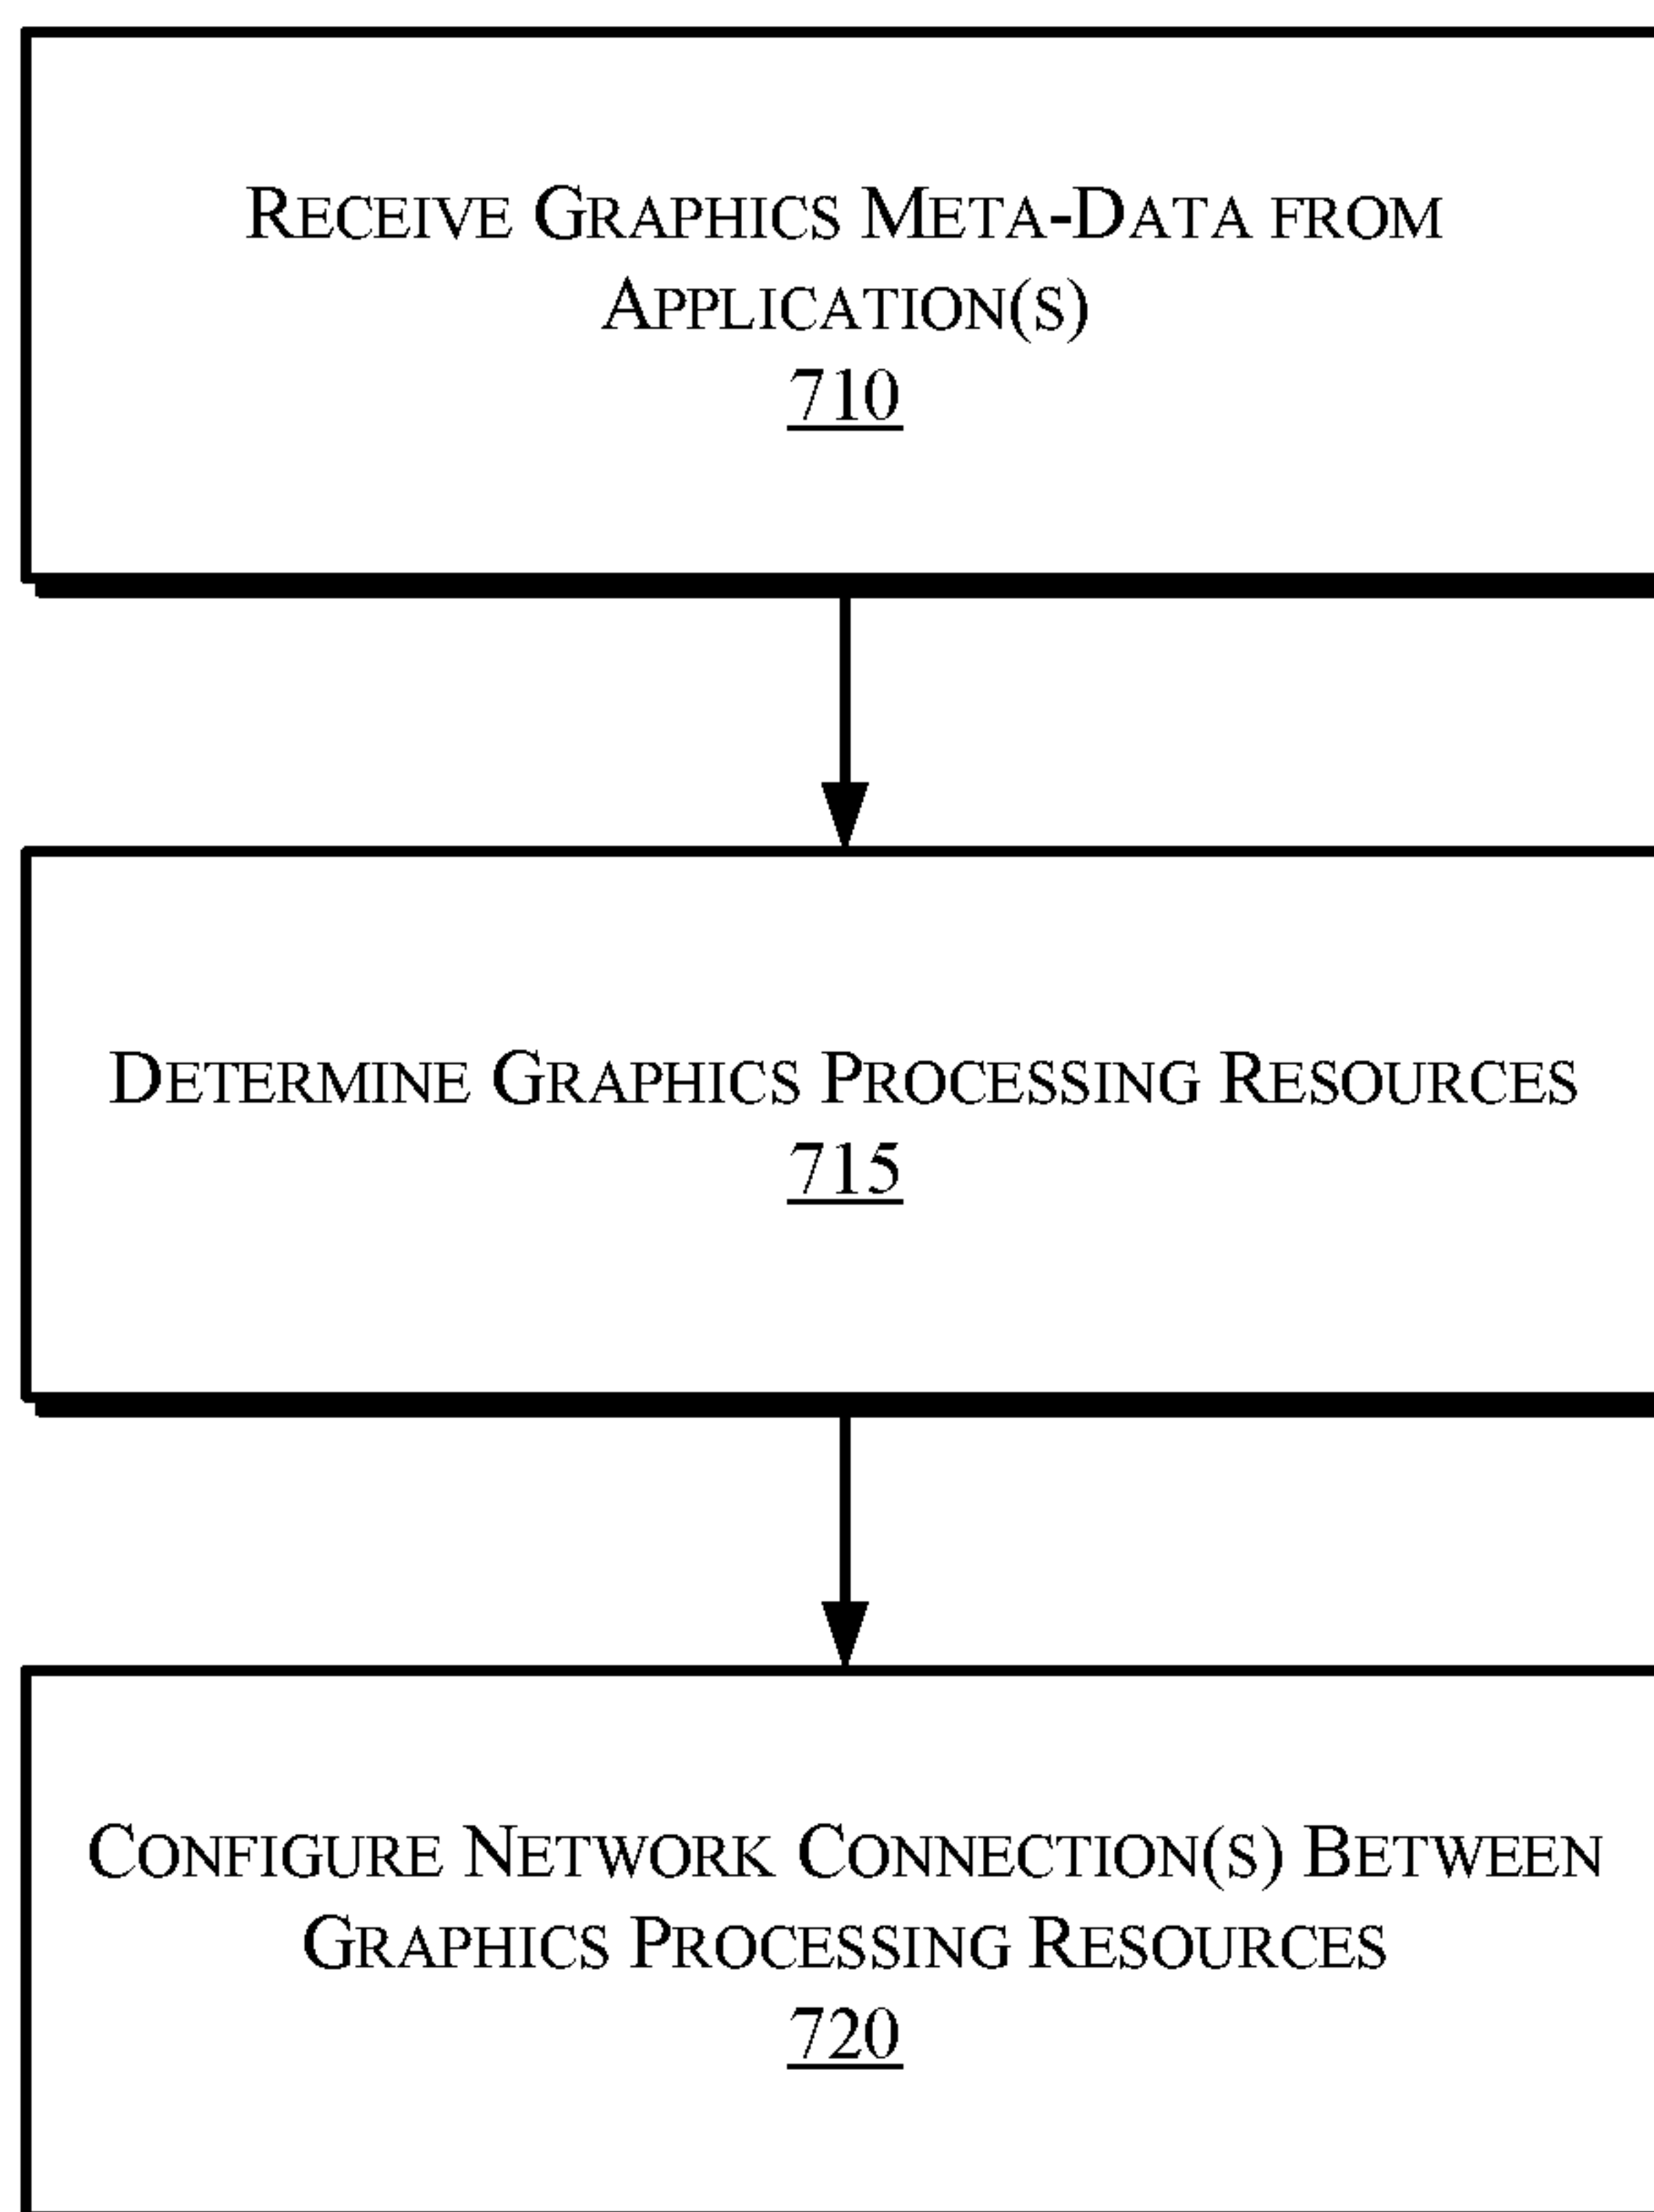 Receive Graphics Meta-Data from
Application(s)
710
Determine Graphics Processing Resources
715
Configure Network Connection(s) Between
Graphics Processing Resources
720